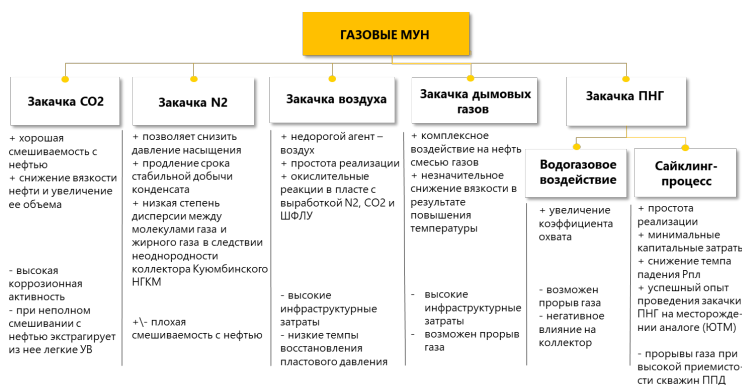 ГАЗОВЫЕ МУН
Закачка СО2
+ хорошая
смешиваемость с
нефтью
+ снижение вязкости
нефти и увеличение
ее объема
- высокая
коррозионная
активность
- при неполном
смешивании с
нефтью экстрагирует
из нее легкие УВ
Закачка N2
+ позволяет снизить
давление насыщения
+ продление срока
стабильной добычи
конденсата
+ низкая степень
дисперсии между
молекулами газа и
жирного газа в следствии
неоднородности
коллектора Куюмбинского
НГКМ
+\- плохая
смешиваемость с нефтью
Закачка воздуха
+ недорогой агент –
воздух
+ простота реализации
+ окислительные
реакции в пласте с
выработкой N2, СО2 и
ШФЛУ
- высокие
инфраструктурные
затраты
- низкие темпы
восстановления
пластового давления
Закачка дымовых
газов
+ комплексное
воздействие на нефть
смесью газов
+ незначительное
снижение вязкости в
результате
повышения
температуры
- высокие
инфраструктурные
затраты
- возможен прорыв
газа
Закачка ПНГ
Водогазовое
воздействие
+ увеличение
коэффициента
охвата
- возможен
прорыв газа
- негативное
влияние на
коллектор
Сайклинг-
процесс
+ простота
реализации
+ минимальные
капитальные затраты
+ снижение темпа
падения Рпл
+ успешный опыт
проведения закачки
ПНГ на месторожде-
нии аналоге (ЮТМ)
- прорывы газа при
высокой приемисто-
ости скважин ППД